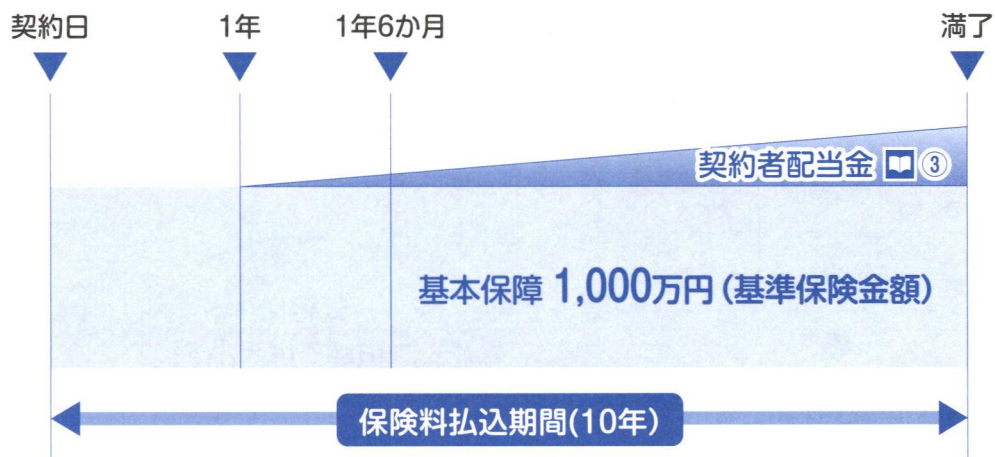 契約日 1年 1年6か月 満了
契約者配当金 ③
基本保障 1,000万円(基準保険金額)
保険料払込期間(10年)